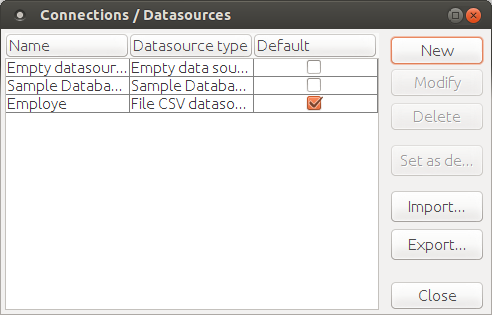 Connections / Datasources
Name Datasource type Default
Empty datasour... Empty data sou...
Sample Databa... Sample Databa...
Employe File CSV dataso...
New
Modify
Delete
Set as de...
Import...
Export...
Close